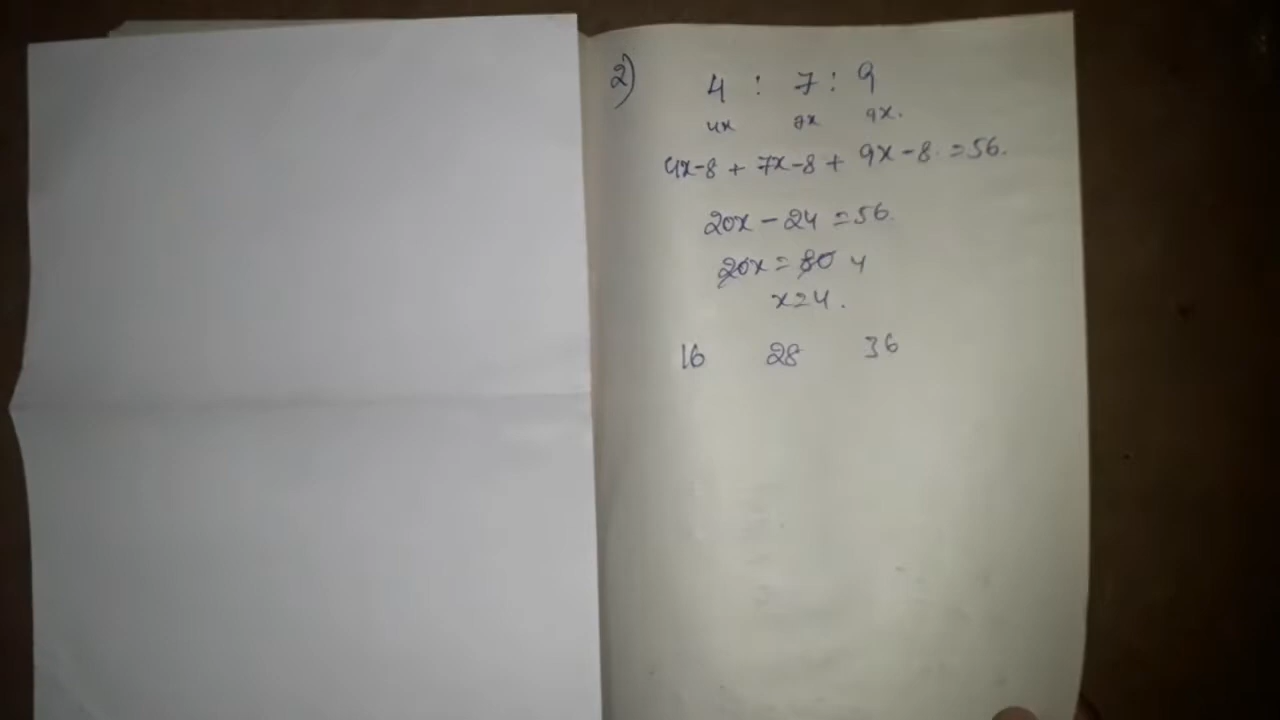 2) 4 : 7 : 9
4x 7x 9x.
4x-8 + 7x-8 + 9x-8. =56.
20x - 24 =56.
20x = 80 4
x=4.
16 28 36